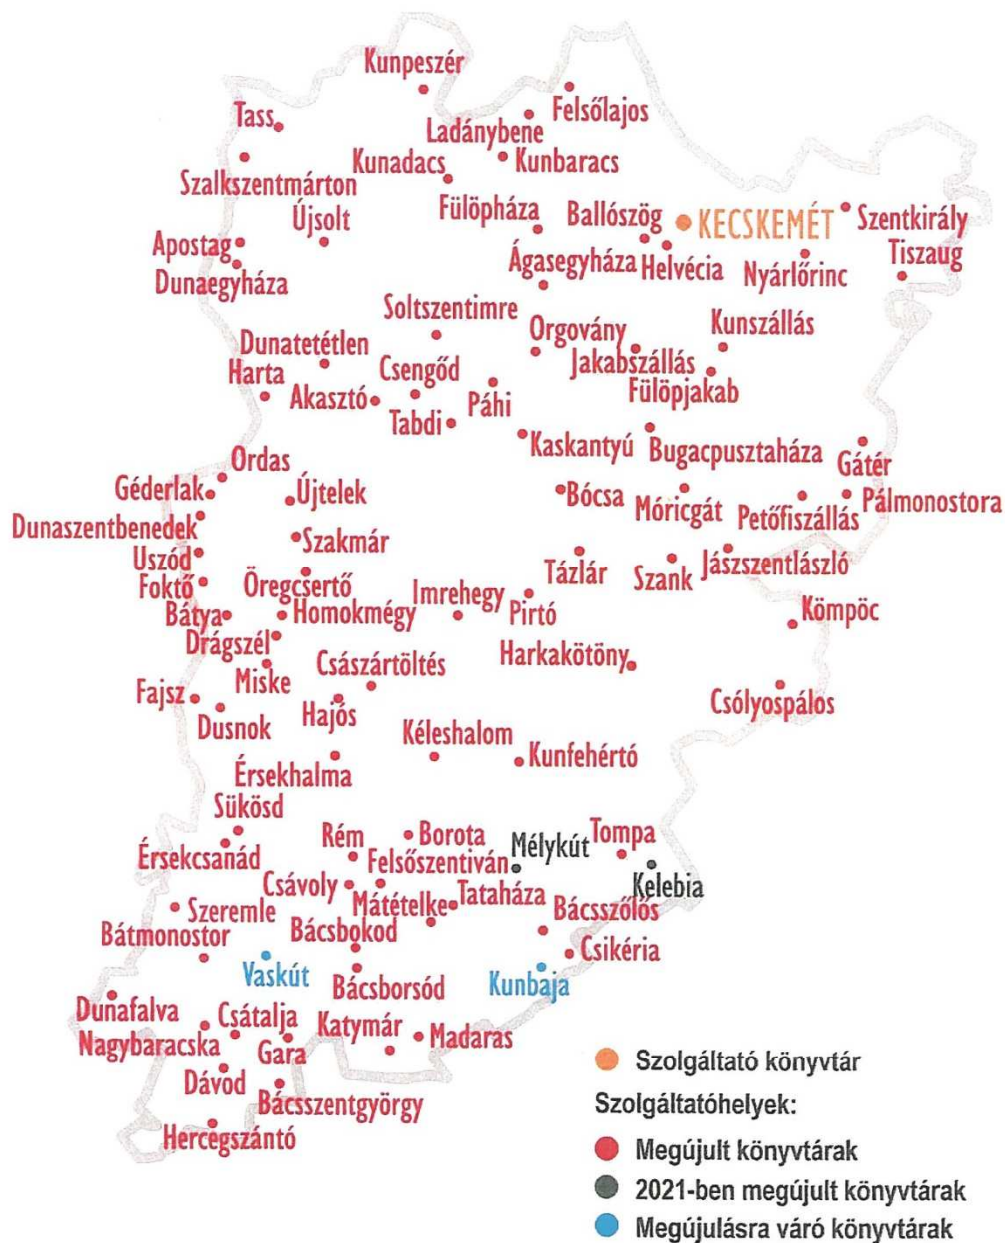 Kunpeszér
Felsőlajos
Tass
Ladánybene
Kunadacs
Kunbaracs
Szalkszentmárton
Újsolt
Fülöpháza
Ballószög
KECSKEMÉT
Szentkirály
Apostag
Ágasegyháza
Helvécia
Nyárlőrinc
Tiszaug
Dunaegyháza
Soltszentimre
Orgovány
Kunszállás
Dunatetétlen
Jakabszállás
Harta
Csengőd
Fülöpjakab
Akasztó
Páhi
Tabdi
Kaskantyú
Bugacpusztaháza
Gátér
Ordas
Géderlak
Újtelek
Bócsa
Móricgát
Petőfiszállás
Pálmonostora
Dunaszentbenedek
Szakmár
Uszód
Tázlár
Szank
Jászszentlászló
Foktő
Öregcsertő
Imrehegy
Pirtó
Kömpöc
Bátya
Homokmégy
Drágszél
Harkakötöny
Császártöltés
Miske
Fajsz
Csólyospálos
Dusnok
Hajós
Kéleshalom
Kunfehértó
Érsekhalma
Sükösd
Rém
Borota
Mélykút
Tompa
Érsekcsanád
Felsőszentiván
Kelebia
Csávoly
Mátételke
Tataháza
Szeremle
Bácsszőlős
Bátmonostor
Bácsbokod
Csikéria
Vaskút
Bácsborsód
Kunbaja
Dunafalva
Csátalja
Katymár
Madaras
Nagybaracska
Gara
Dávod
Bácsszentgyörgy
Hercegszántó
Szolgáltató könyvtár
Szolgáltatóhelyek:
Megújult könyvtárak
2021-ben megújult könyvtárak
Megújulásra váró könyvtárak